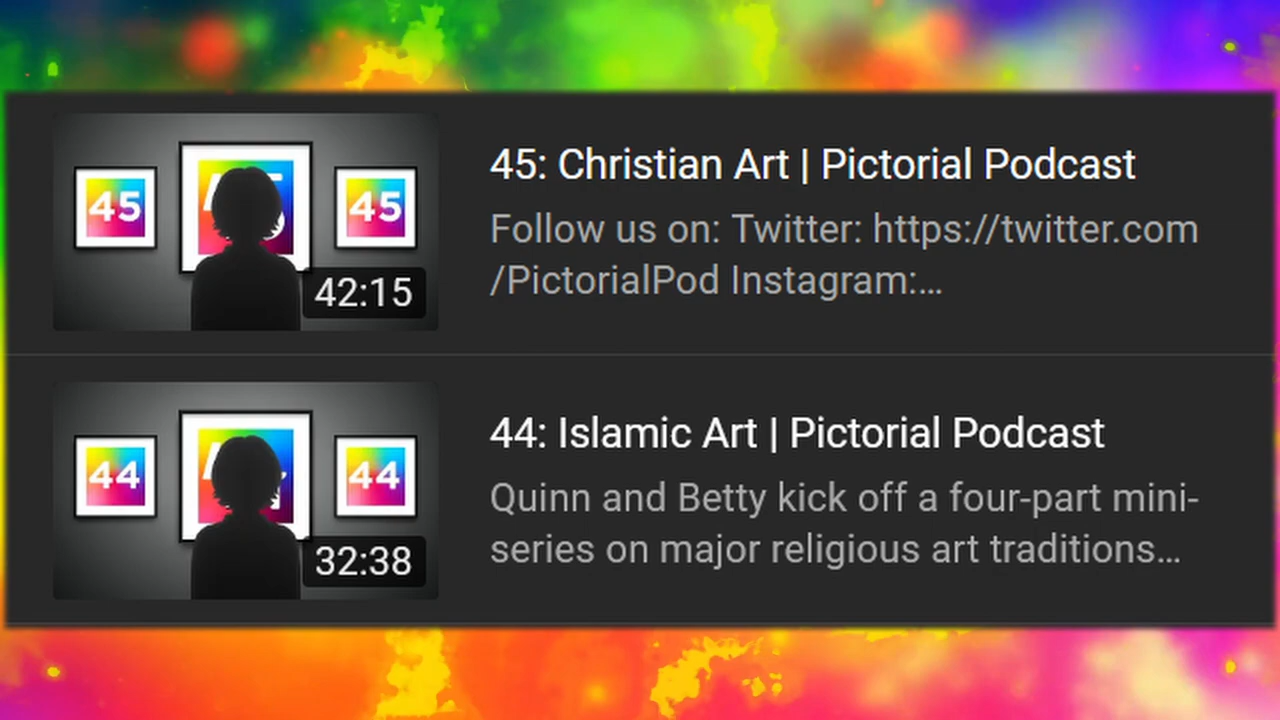 45
45
42:15
45: Christian Art | Pictorial Podcast
Follow us on: Twitter: https://twitter.com
/PictorialPod Instagram:…
44
44
32:38
44: Islamic Art | Pictorial Podcast
Quinn and Betty kick off a four-part mini-
series on major religious art traditions…